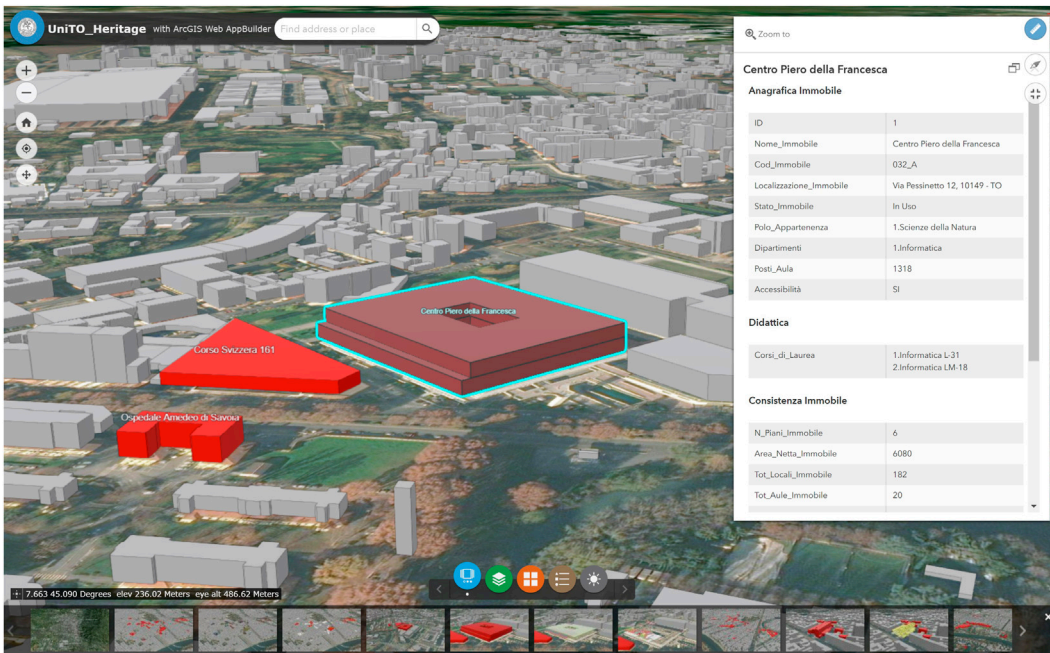 UniTO_Heritage with ArcGIS Web AppBuilder
Find address or place
Zoom to
Centro Piero della Francesca
Anagrafica Immobile
ID 1
Nome_Immobile Centro Piero della Francesca
Cod_Immobile 032_A
Localizzazione_Immobile Via Pessinetto 12, 10149 - TO
Stato_Immobile In Uso
Polo_Appartenenza 1.Scienze della Natura
Dipartimenti 1.Informatica
Posti_Aula 1318
Accessibilità SI
Didattica
Corsi_di_Laurea 1.Informatica L-31
2.Informatica LM-18
Consistenza Immobile
N_Piani_Immobile 6
Area_Netta_Immobile 6080
Tot_Locali_Immobile 182
Tot_Aule_Immobile 20
Centro Piero della Francesca
Corso Svizzera 161
Ospedale Amedeo di Savoia
7.663 45.090 Degrees elev 236.02 Meters eye alt 486.62 Meters